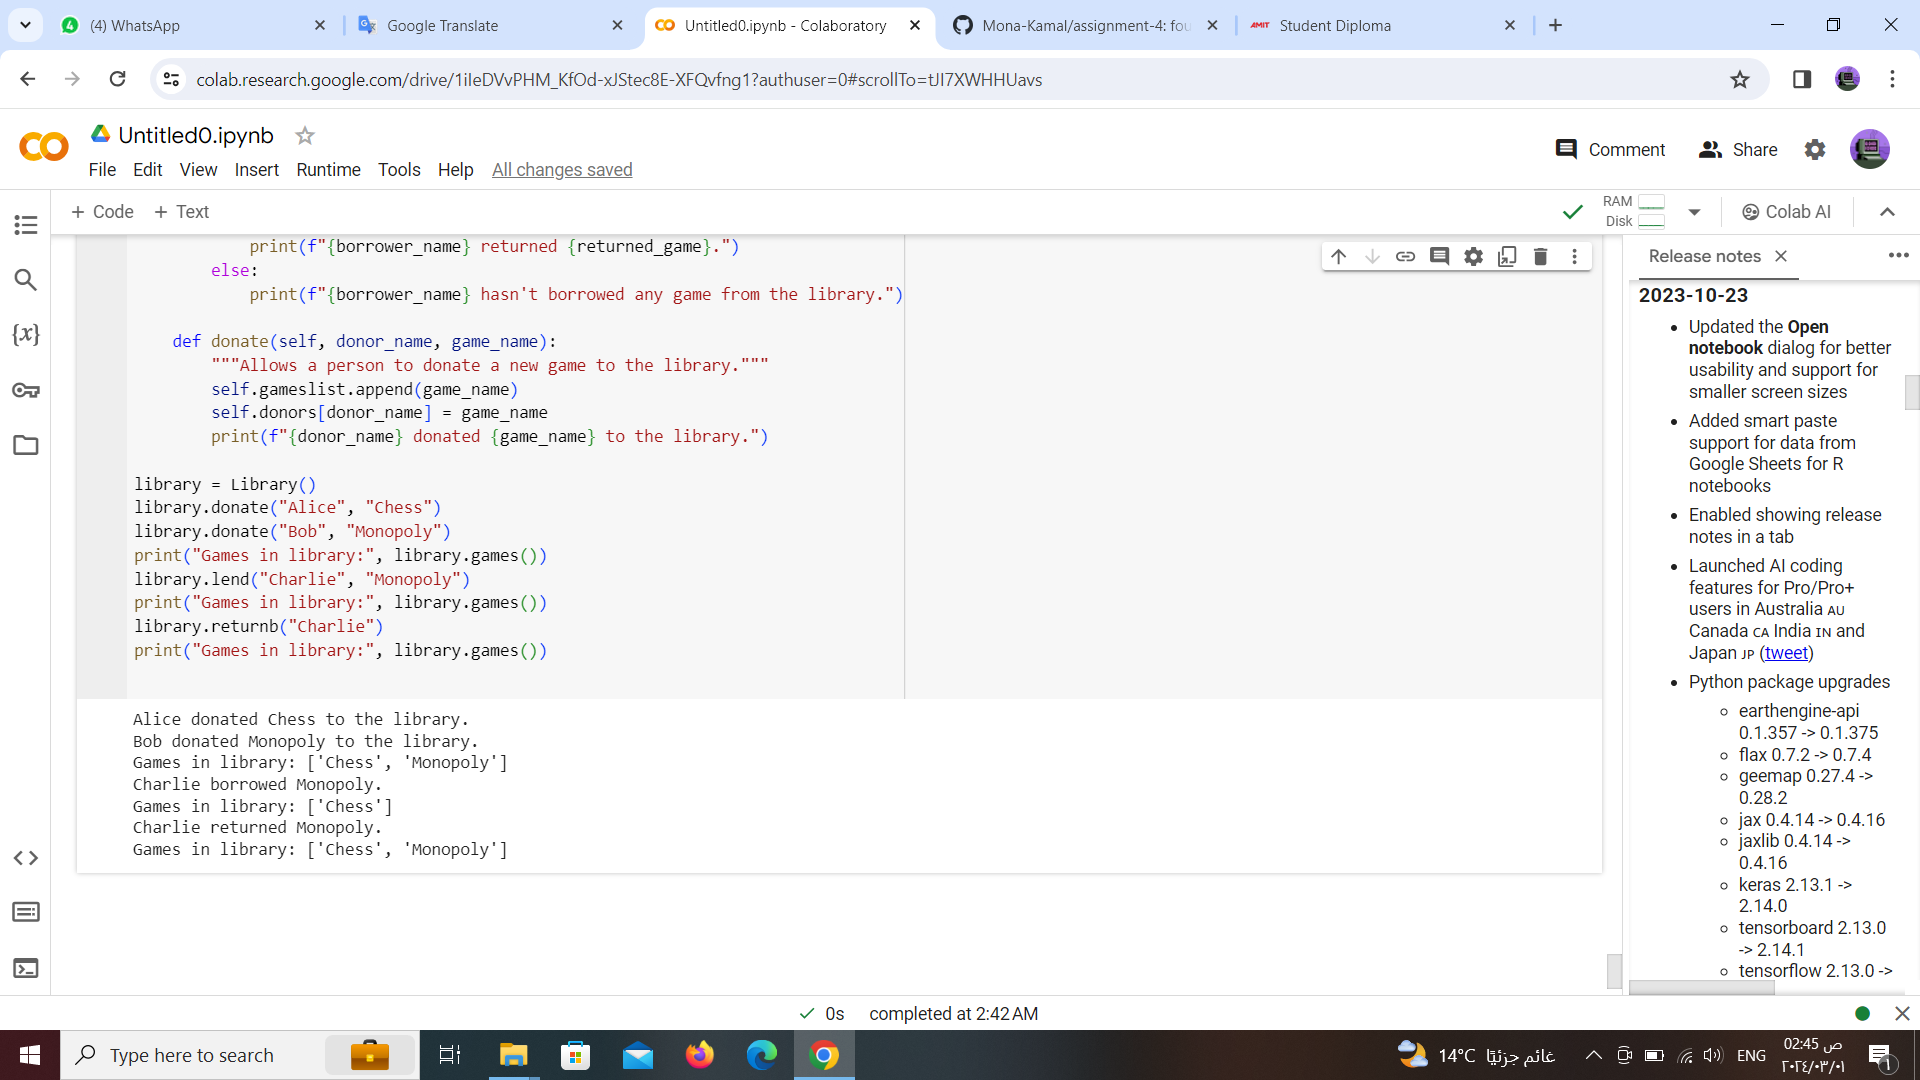 (4) WhatsApp
Google Translate
Untitled0.ipynb - Colaboratory
Mona-Kamal/assignment-4: fou
AMIT Student Diploma
colab.research.google.com/drive/1iIeDVvPHM_KfOd-xJStec8E-XFQvfng1?authuser=0#scrollTo=tJI7XWHHUavs
Untitled0.ipynb
Comment
Share
File Edit View Insert Runtime Tools Help All changes saved
+ Code + Text
RAM
Disk
Colab AI
print(f"{borrower_name} returned {returned_game}.")
else:
print(f"{borrower_name} hasn't borrowed any game from the library.")
def donate(self, donor_name, game_name):
"""Allows a person to donate a new game to the library."""
self.gameslist.append(game_name)
self.donors[donor_name] = game_name
print(f"{donor_name} donated {game_name} to the library.")
library = Library()
library.donate("Alice", "Chess")
library.donate("Bob", "Monopoly")
print("Games in library:", library.games())
library.lend("Charlie", "Monopoly")
print("Games in library:", library.games())
library.returnb("Charlie")
print("Games in library:", library.games())
Alice donated Chess to the library.
Bob donated Monopoly to the library.
Games in library: ['Chess', 'Monopoly']
Charlie borrowed Monopoly.
Games in library: ['Chess']
Charlie returned Monopoly.
Games in library: ['Chess', 'Monopoly']
Release notes
2023-10-23
Updated the Open
notebook dialog for better
usability and support for
smaller screen sizes
Added smart paste
support for data from
Google Sheets for R
notebooks
Enabled showing release
notes in a tab
Launched AI coding
features for Pro/Pro+
users in Australia AU
Canada CA India IN and
Japan JP (tweet)
Python package upgrades
earthengine-api
0.1.357 -> 0.1.375
flax 0.7.2 -> 0.7.4
geemap 0.27.4 ->
0.28.2
jax 0.4.14 -> 0.4.16
jaxlib 0.4.14 ->
0.4.16
keras 2.13.1 ->
2.14.0
tensorboard 2.13.0
-> 2.14.1
tensorflow 2.13.0 ->
0s completed at 2:42 AM
Type here to search
14°C غائم جزئيًا
ENG
02:45 ص
٢٠٢٤/٠٣/٠١
١